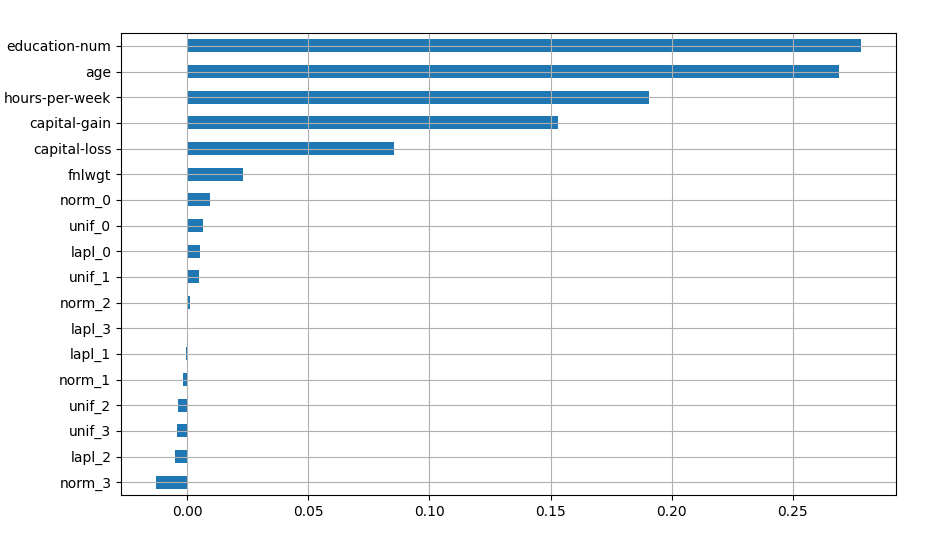 education-num
age
hours-per-week
capital-gain
capital-loss
fnlwgt
norm_0
unif_0
lapl_0
unif_1
norm_2
lapl_3
lapl_1
norm_1
unif_2
unif_3
lapl_2
norm_3
0.00 0.05 0.10 0.15 0.20 0.25